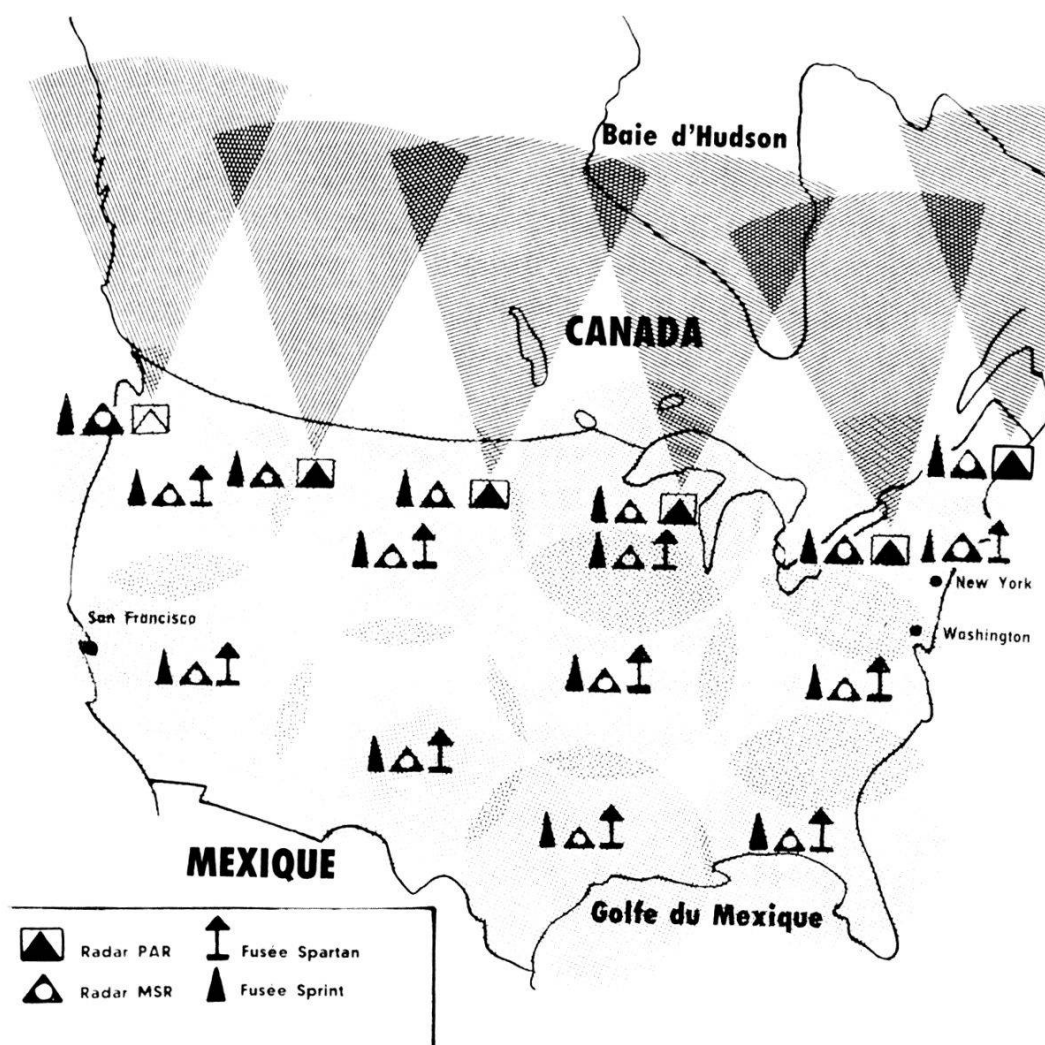 Baie d'Hudson
CANADA
New York
San Francisco
Washington
MEXIQUE
Golfe du Mexique
Radar PAR
Fusée Spartan
Radar MSR
Fusée Sprint